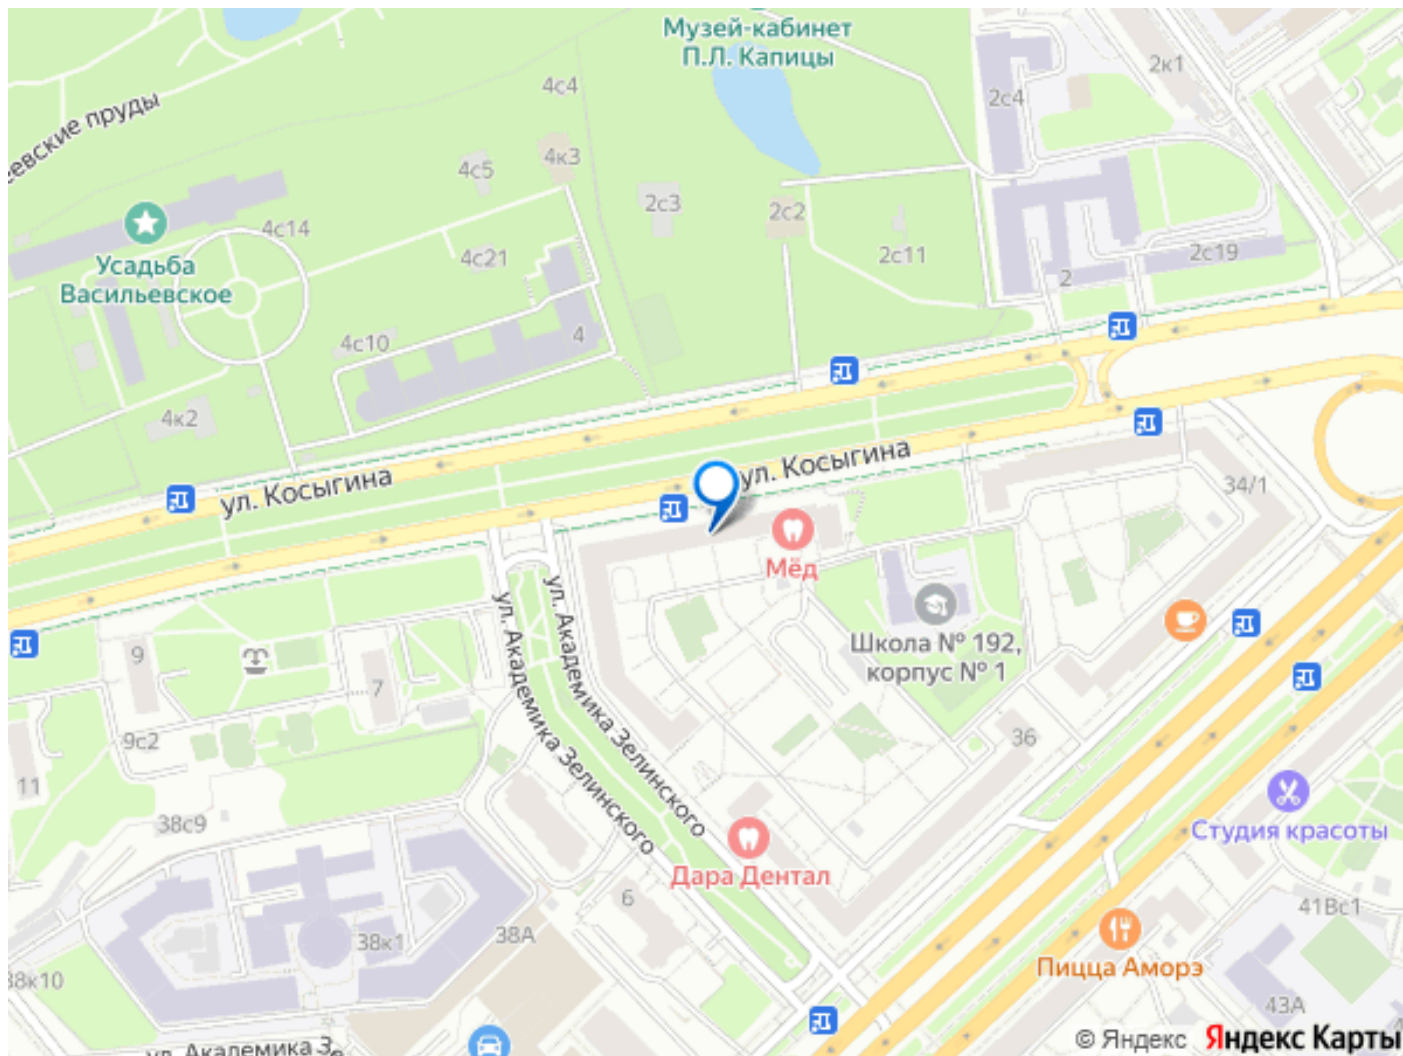 Музей-кабинет
П.Л. Капицы
2к1
4с4
2с4
евские пруды
4к3
4с5
2с3
2с2
4с14
2с11
2с19
4с21
Усадьба
Васильевское
2
4
4с10
4к2
ул. Косыгина
ул. Косыгина
34/1
Мёд
Школа № 192,
корпус № 1
ул. Академика Зелинского
ул. Академика Зелинского
9
7
9с2
36
11
38с9
Студия красоты
Дара Дентал
6
41Вс1
38к1
38А
Пицца Аморэ
38к10
43А
© Яндекс Яндекс Карты
ул. Академика Зе